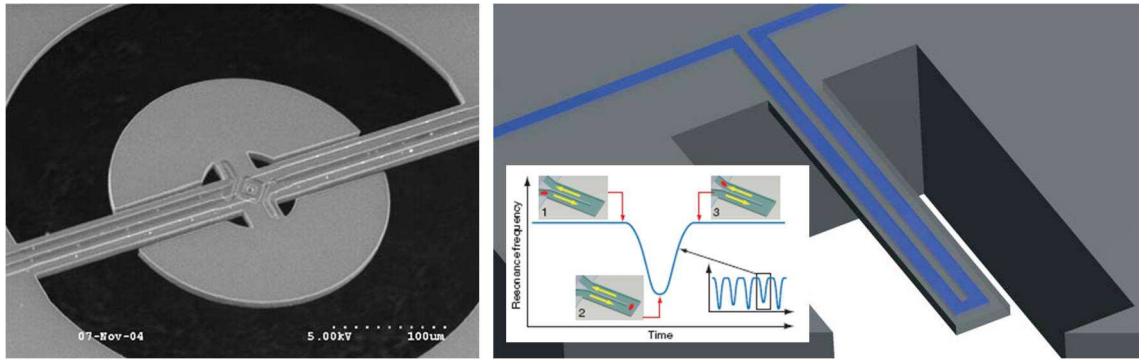 07-Nov-04
5.00kV
100um
Resonance frequency
1
3
2
Time